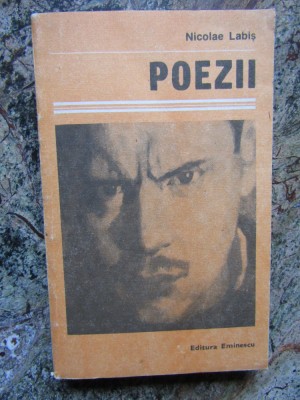 Nicolae Labiș
POEZII
Editura Eminescu